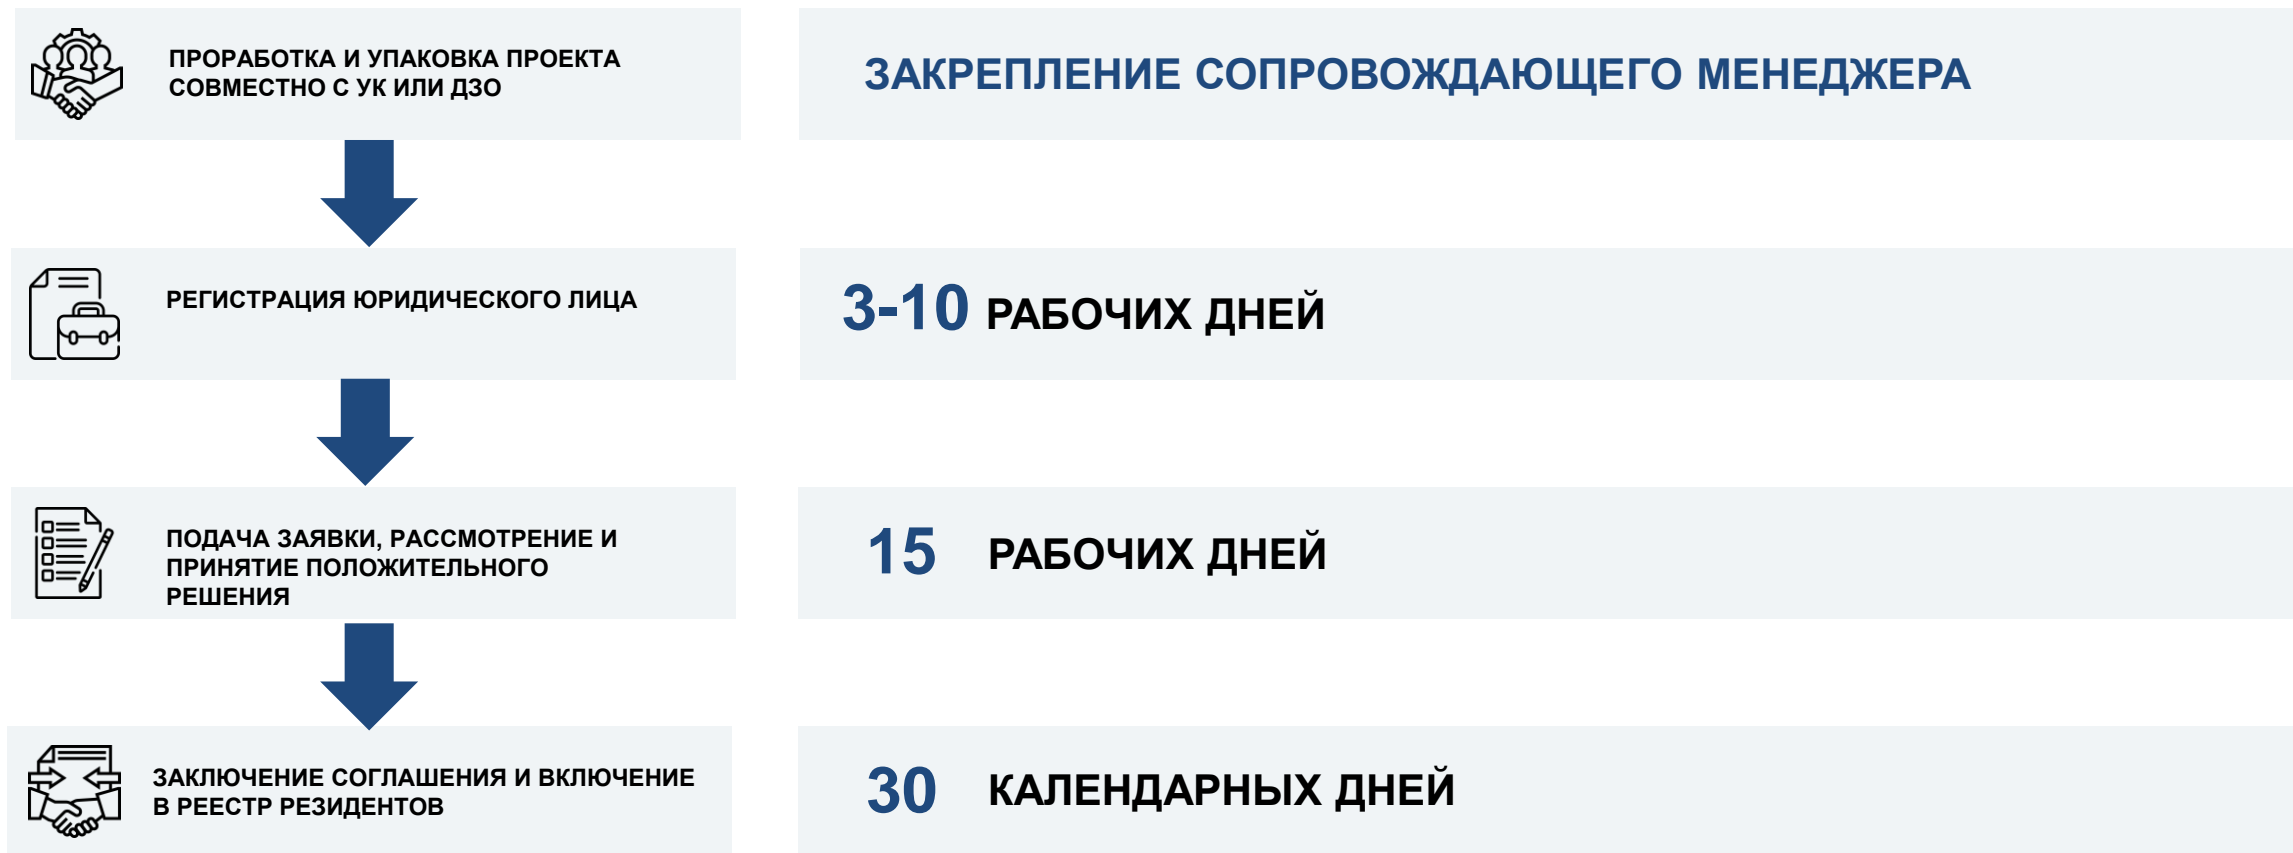 ПРОРАБОТКА И УПАКОВКА ПРОЕКТА
СОВМЕСТНО С УК ИЛИ ДЗО
ЗАКРЕПЛЕНИЕ СОПРОВОЖДАЮЩЕГО МЕНЕДЖЕРА
РЕГИСТРАЦИЯ ЮРИДИЧЕСКОГО ЛИЦА
3-10 РАБОЧИХ ДНЕЙ
ПОДАЧА ЗАЯВКИ, РАССМОТРЕНИЕ И
ПРИНЯТИЕ ПОЛОЖИТЕЛЬНОГО
РЕШЕНИЯ
15 РАБОЧИХ ДНЕЙ
ЗАКЛЮЧЕНИЕ СОГЛАШЕНИЯ И ВКЛЮЧЕНИЕ
В РЕЕСТР РЕЗИДЕНТОВ
30 КАЛЕНДАРНЫХ ДНЕЙ